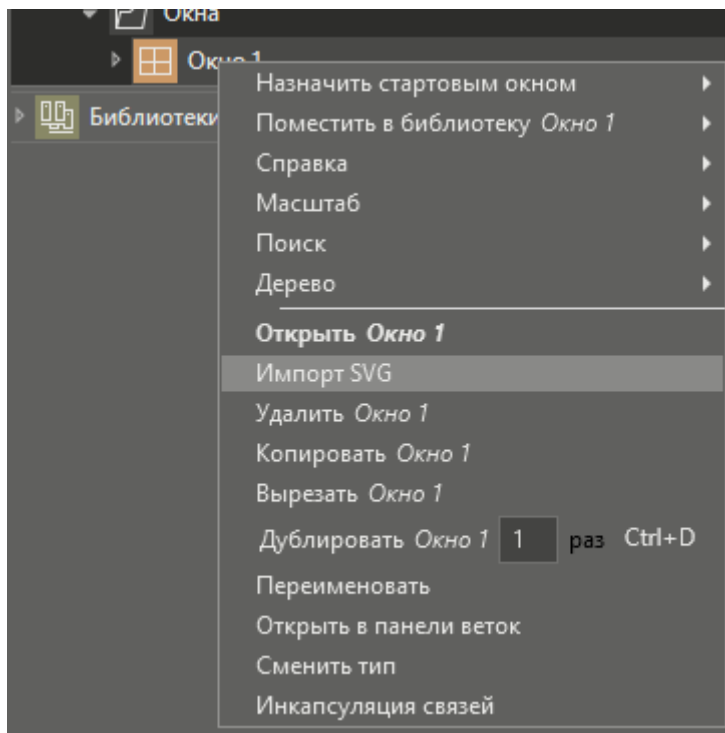 Окна
Окно 1
Библиотеки
Назначить стартовым окном
Поместить в библиотеку Окно 1
Справка
Масштаб
Поиск
Дерево
Открыть Окно 1
Импорт SVG
Удалить Окно 1
Копировать Окно 1
Вырезать Окно 1
Дублировать Окно 1 1 раз Ctrl+D
Переименовать
Открыть в панели веток
Сменить тип
Инкапсуляция связей